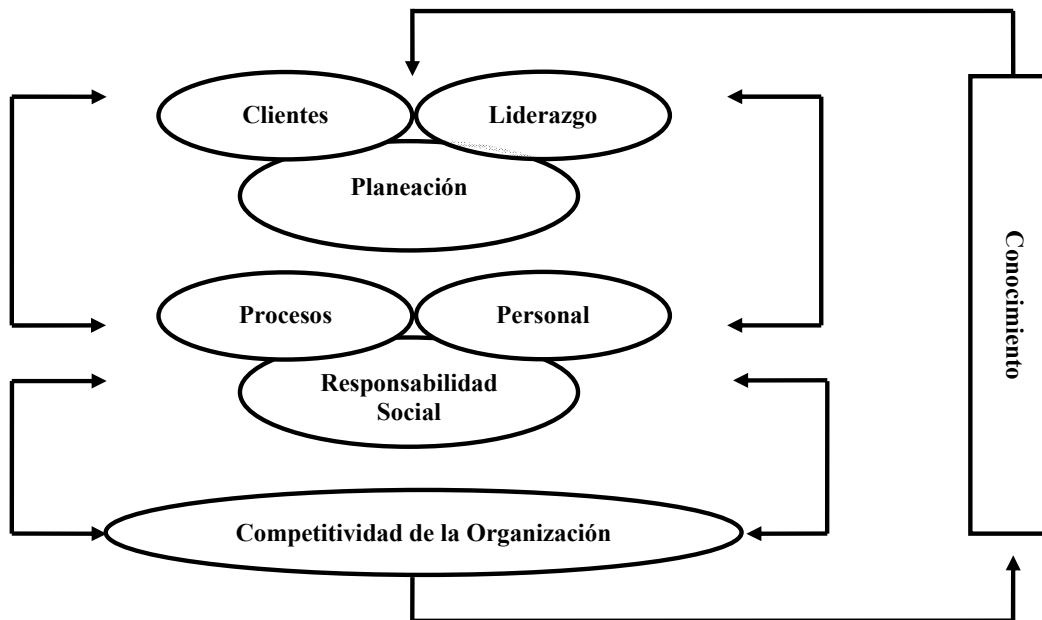 Clientes
Liderazgo
Planeación
Procesos
Personal
Responsabilidad
Social
Competitividad de la Organización
Conocimiento